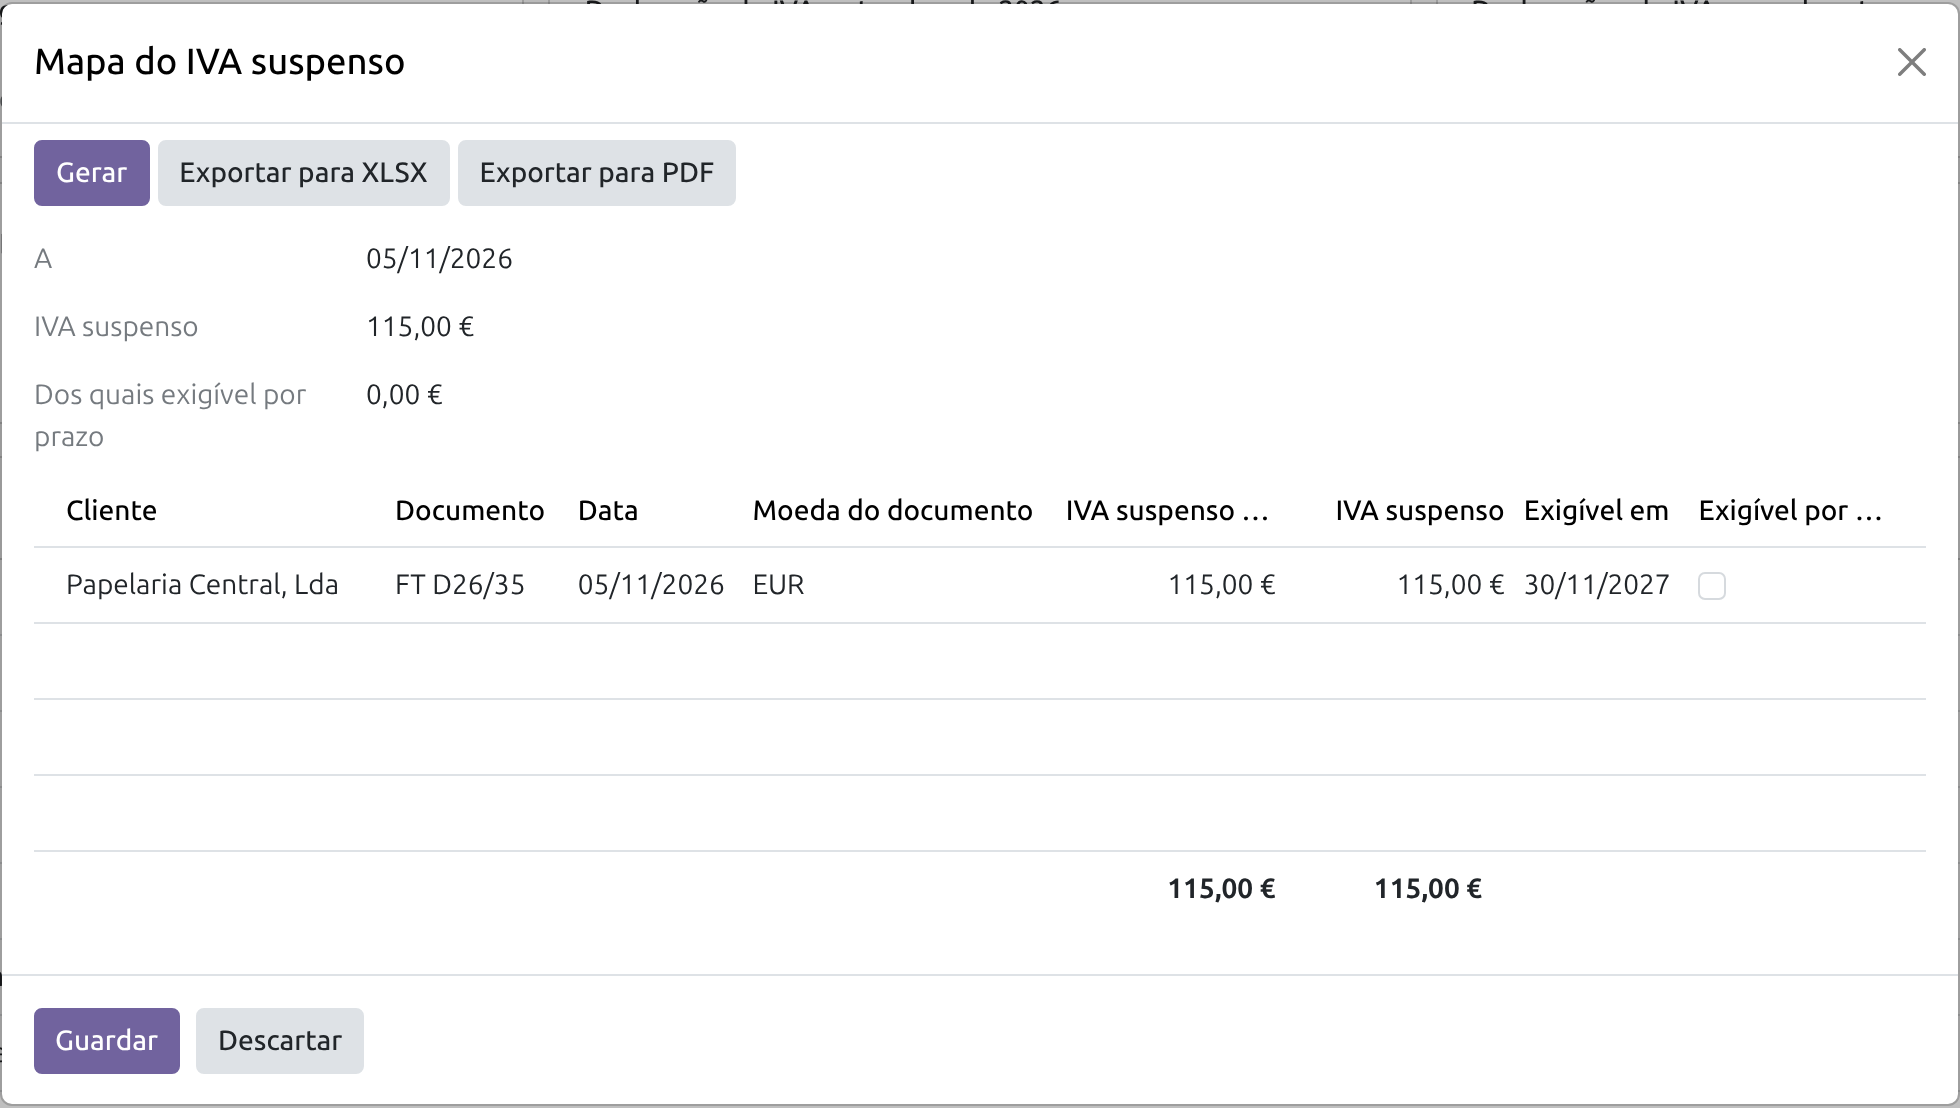 Mapa do IVA suspenso
Gerar Exportar para XLSX Exportar para PDF
A 05/11/2026
IVA suspenso 115,00 €
Dos quais exigível por prazo 0,00 €
Cliente Documento Data Moeda do documento IVA suspenso ... IVA suspenso Exigível em Exigível por ...
Papelaria Central, Lda FT D26/35 05/11/2026 EUR 115,00 € 115,00 € 30/11/2027
115,00 € 115,00 €
Guardar Descartar